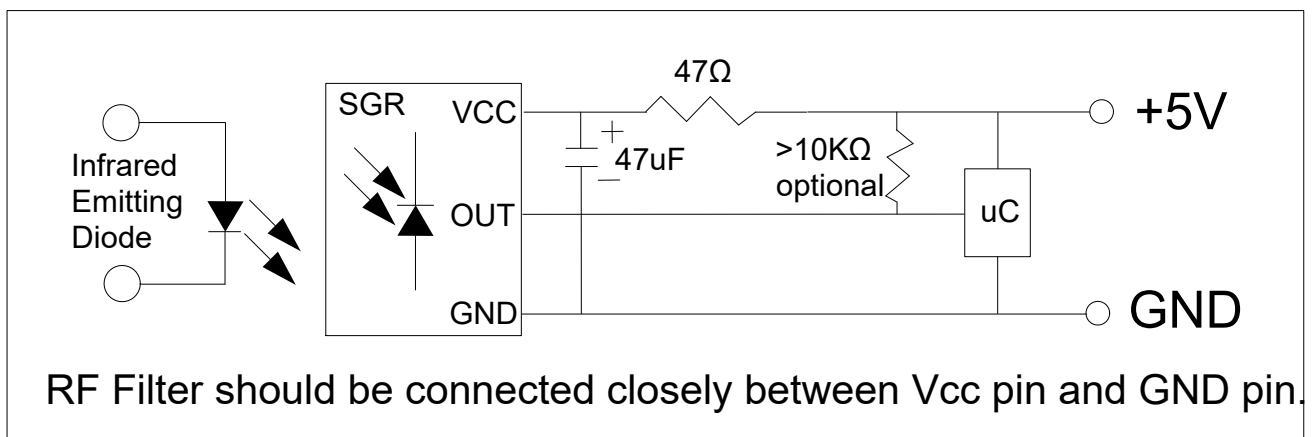 47Ω
SGR
VCC
+5V
+
47uF
−
>10KΩ
optional
Infrared
Emitting
Diode
OUT
uC
GND
GND
RF Filter should be connected closely between Vcc pin and GND pin.